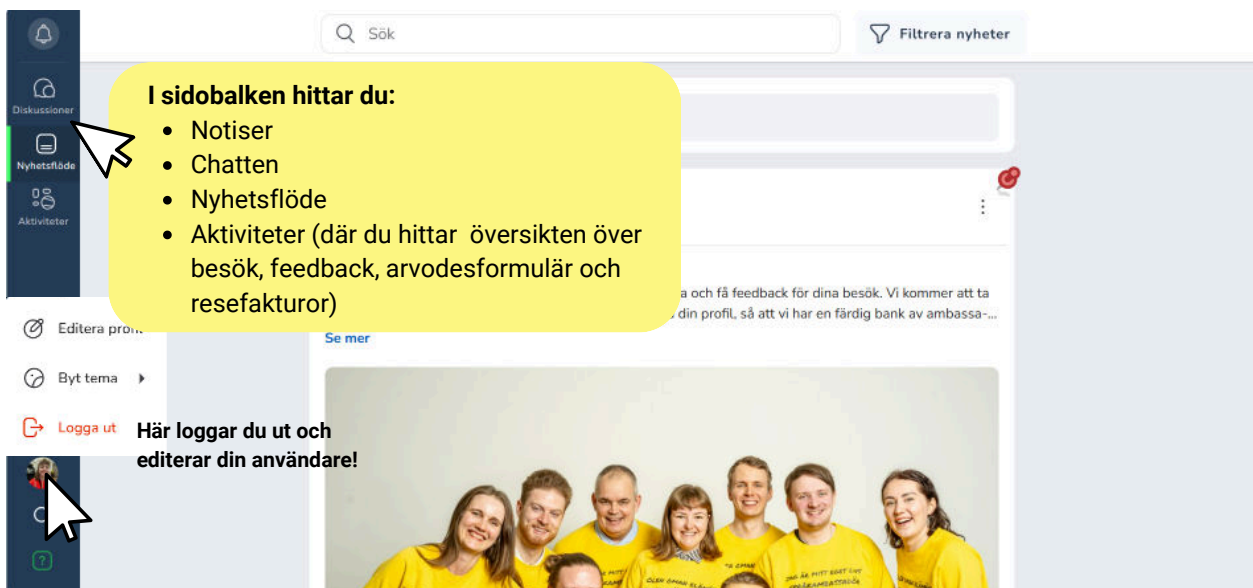 Sök
Filtrera nyheter
Diskussioner
Nyhetsflöde
Aktiviteter
I sidobalken hittar du:
Notiser
Chatten
Nyhetsflöde
Aktiviteter (där du hittar översikten över
besök, feedback, arvodesformulär och
resefakturor)
a och få feedback för dina besök. Vi kommer att ta
din profil, så att vi har en färdig bank av ambassa-...
Se mer
Editera profil
Byt tema
Logga ut
Här loggar du ut och
editerar din användare!
?